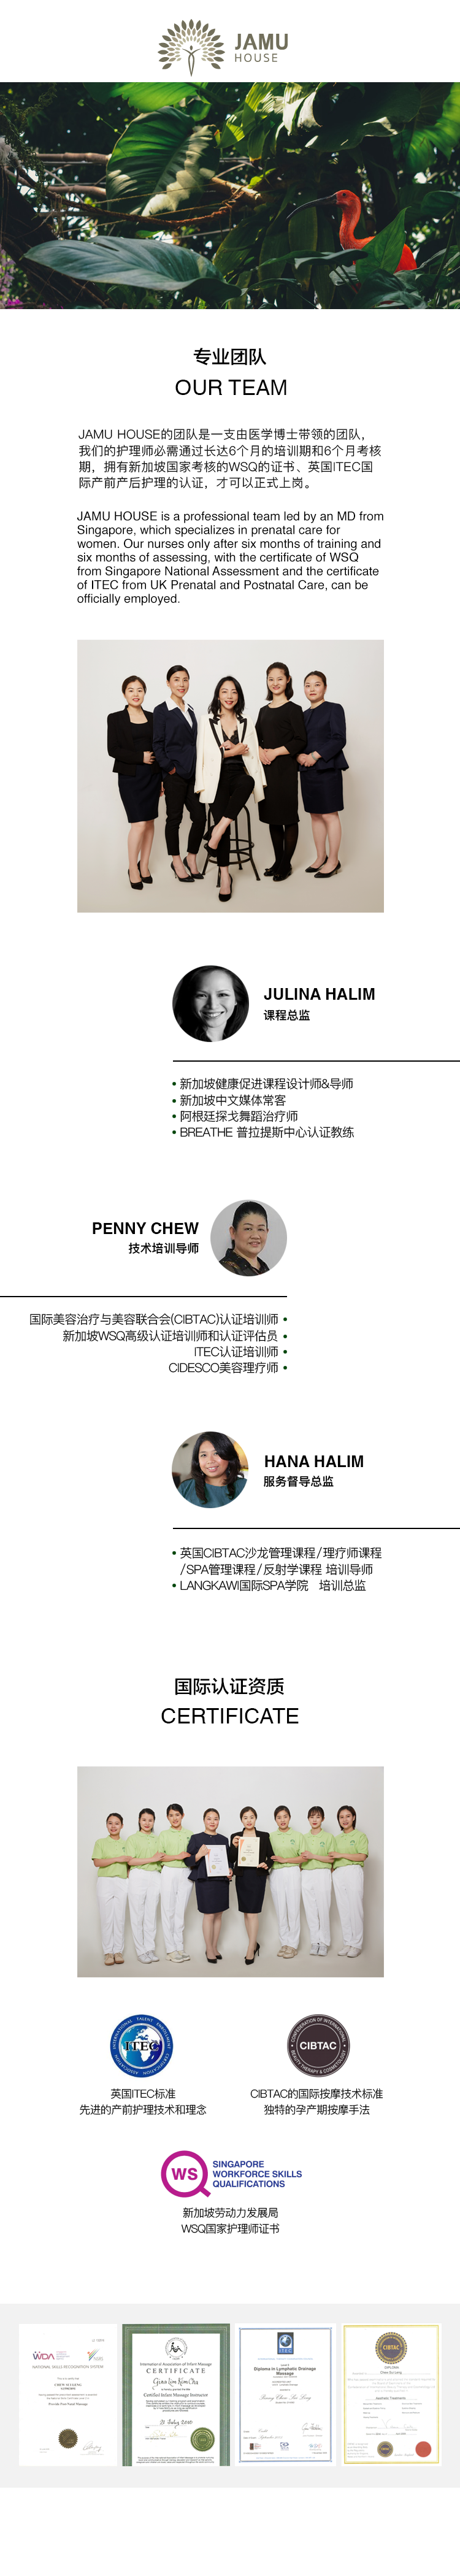 JAMU
HOUSE
专业团队
OUR TEAM
JAMU HOUSE的团队是一支由医学博士带领的团队，
我们的护理师必需通过长达6个月的培训期和6个月考核
期，拥有新加坡国家考核的WSQ的证书、英国ITEC国
际产前产后护理的认证，才可以正式上岗。
JAMU HOUSE is a professional team led by an MD from
Singapore, which specializes in prenatal care for
women. Our nurses only after six months of training and
six months of assessing, with the certificate of WSQ
from Singapore National Assessment and the certificate
of ITEC from UK Prenatal and Postnatal Care, can be
officially employed.
JULINA HALIM
课程总监
• 新加坡健康促进课程设计师&导师
• 新加坡中文媒体常客
• 阿根廷探戈舞蹈治疗师
• BREATHE 普拉提斯中心认证教练
PENNY CHEW
技术培训导师
国际美容治疗与美容联合会(CIBTAC)认证培训师 •
新加坡WSQ高级认证培训师和认证评估员 •
ITEC认证培训师 •
CIDESCO美容理疗师 •
HANA HALIM
服务督导总监
• 英国CIBTAC沙龙管理课程/理疗师课程
/SPA管理课程/反射学课程 培训导师
• LANGKAWI国际SPA学院 培训总监
国际认证资质
CERTIFICATE
ITEC
CIBTAC
英国ITEC标准
先进的产前护理技术和理念
CIBTAC的国际按摩技术标准
独特的孕产期按摩手法
WS
SINGAPORE
WORKFORCE SKILLS
QUALIFICATIONS
新加坡劳动力发展局
WSQ国家护理师证书
WDA
NATIONAL SKILLS RECOGNITION SYSTEM
International Association of Infant Massage
CERTIFICATE
Certified Infant Massage Instructor
Diploma in Lymphatic Drainage
Massage
CIBTAC
DIPLOMA